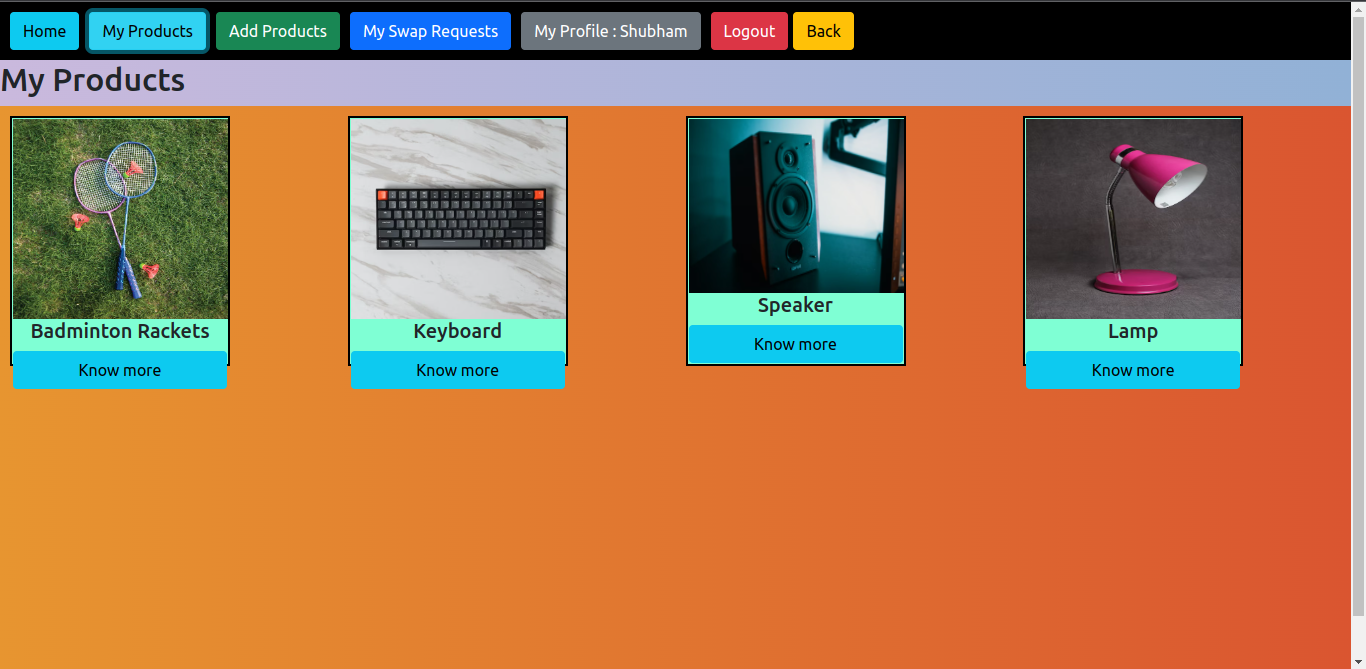 Home My Products Add Products My Swap Requests My Profile : Shubham Logout Back
My Products
Badminton Rackets Keyboard Speaker Lamp
Know more Know more Know more Know more